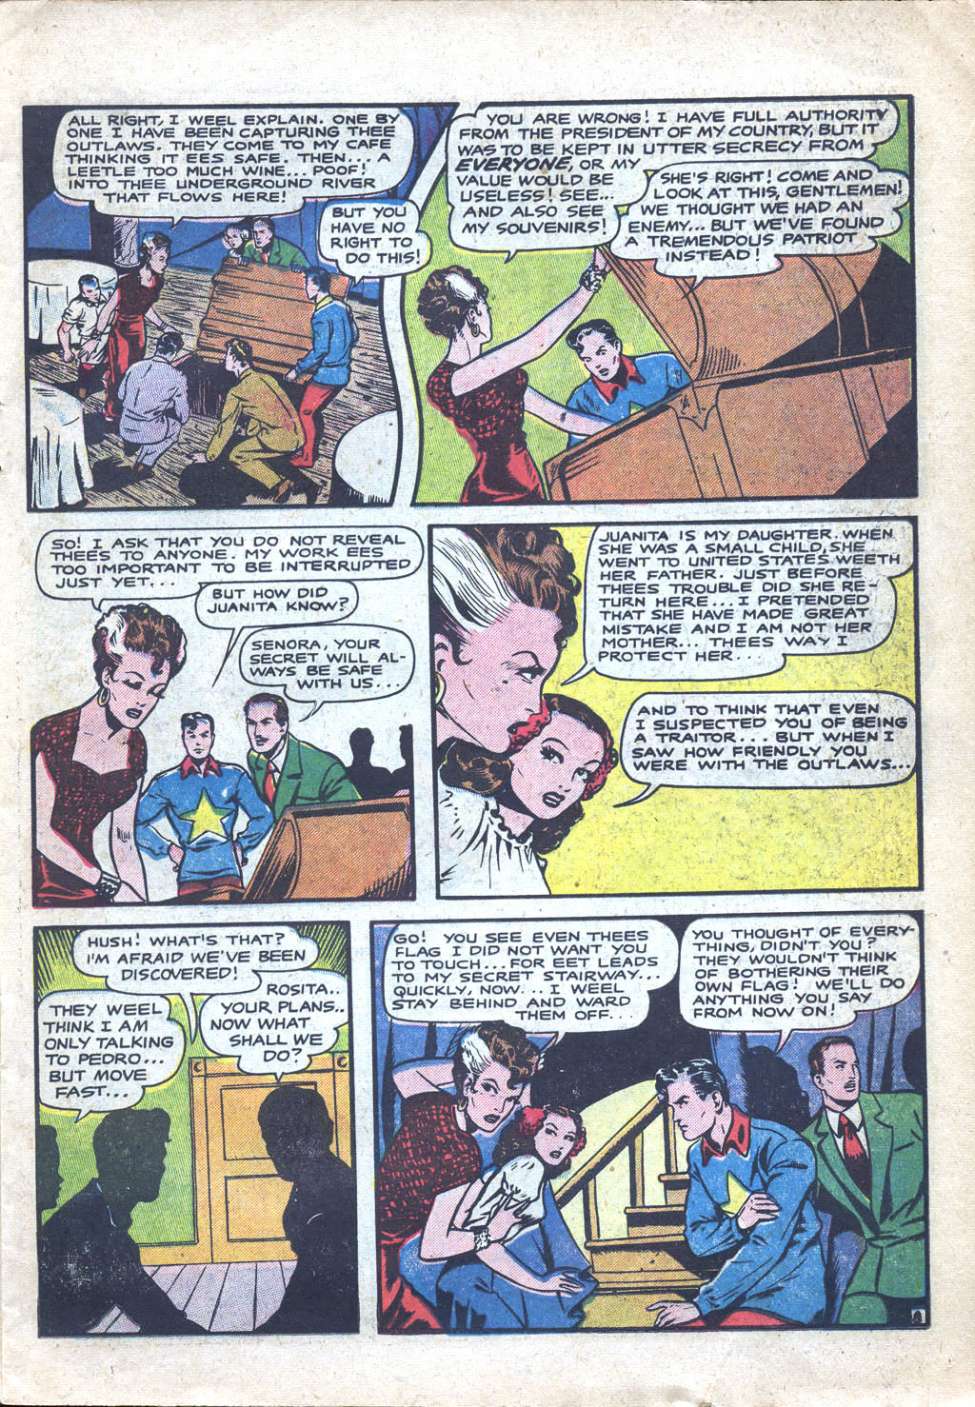 ALL RIGHT, I WEEL EXPLAIN. ONE BY
ONE I HAVE BEEN CAPTURING THEE
OUTLAWS. THEY COME TO MY CAFE
THINKING IT EES SAFE. THEN... A
LEETLE TOO MUCH WINE... POOF!
INTO THEE UNDERGROUND RIVER
THAT FLOWS HERE!
BUT YOU
HAVE NO
RIGHT TO
DO THIS!
YOU ARE WRONG! I HAVE FULL AUTHORITY
FROM THE PRESIDENT OF MY COUNTRY, BUT IT
WAS TO BE KEPT IN UTTER SECRECY FROM
EVERYONE, OR MY
VALUE WOULD BE
USELESS! SEE...
AND ALSO SEE
MY SOUVENIRS!
SHE'S RIGHT! COME AND
LOOK AT THIS, GENTLEMEN!
WE THOUGHT WE HAD AN
ENEMY... BUT WE'VE FOUND
A TREMENDOUS PATRIOT
INSTEAD!
SO! I ASK THAT YOU DO NOT REVEAL
THEES TO ANYONE. MY WORK EES
TOO IMPORTANT TO BE INTERRUPTED
JUST YET...
BUT HOW DID
JUANITA KNOW?
SENORA, YOUR
SECRET WILL AL-
WAYS BE SAFE
WITH US...
JUANITA IS MY DAUGHTER. WHEN
SHE WAS A SMALL CHILD, SHE
WENT TO UNITED STATES WEETH
HER FATHER. JUST BEFORE
THEES TROUBLE DID SHE RE-
TURN HERE... I PRETENDED
THAT SHE HAVE MADE GREAT
MISTAKE AND I AM NOT HER
MOTHER... THEES WAY I
PROTECT HER...
AND TO THINK THAT EVEN
I SUSPECTED YOU OF BEING
A TRAITOR.... BUT WHEN I
SAW HOW FRIENDLY YOU
WERE WITH THE OUTLAWS...
HUSH! WHAT'S THAT?
I'M AFRAID WE'VE BEEN
DISCOVERED!
THEY WEEL
THINK I AM
ONLY TALKING
TO PEDRO...
BUT MOVE
FAST...
ROSITA..
YOUR PLANS..
NOW WHAT
SHALL WE
DO?
GO! YOU SEE EVEN THEES
FLAG I DID NOT WANT YOU
TO TOUCH... FOR EET LEADS
TO MY SECRET STAIRWAY...
QUICKLY, NOW... I WEEL
STAY BEHIND AND WARD
THEM OFF...
YOU THOUGHT OF EVERY-
THING, DIDN'T YOU?
THEY WOULDN'T THINK
OF BOTHERING THEIR
OWN FLAG! WE'LL DO
ANYTHING YOU SAY
FROM NOW ON!